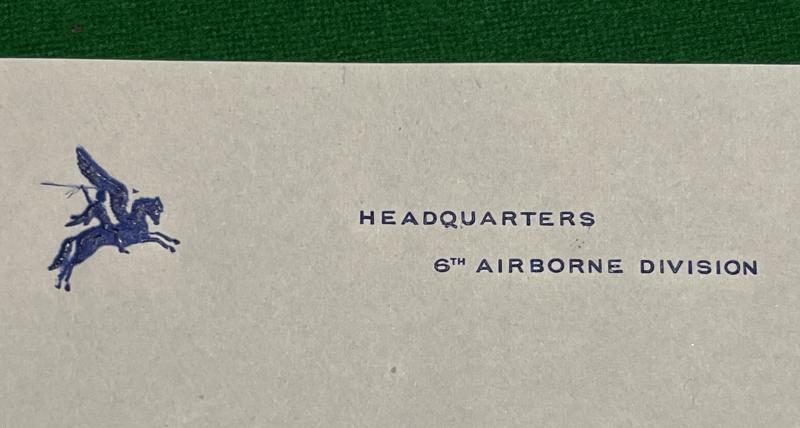 HEADQUARTERS
6TH AIRBORNE DIVISION